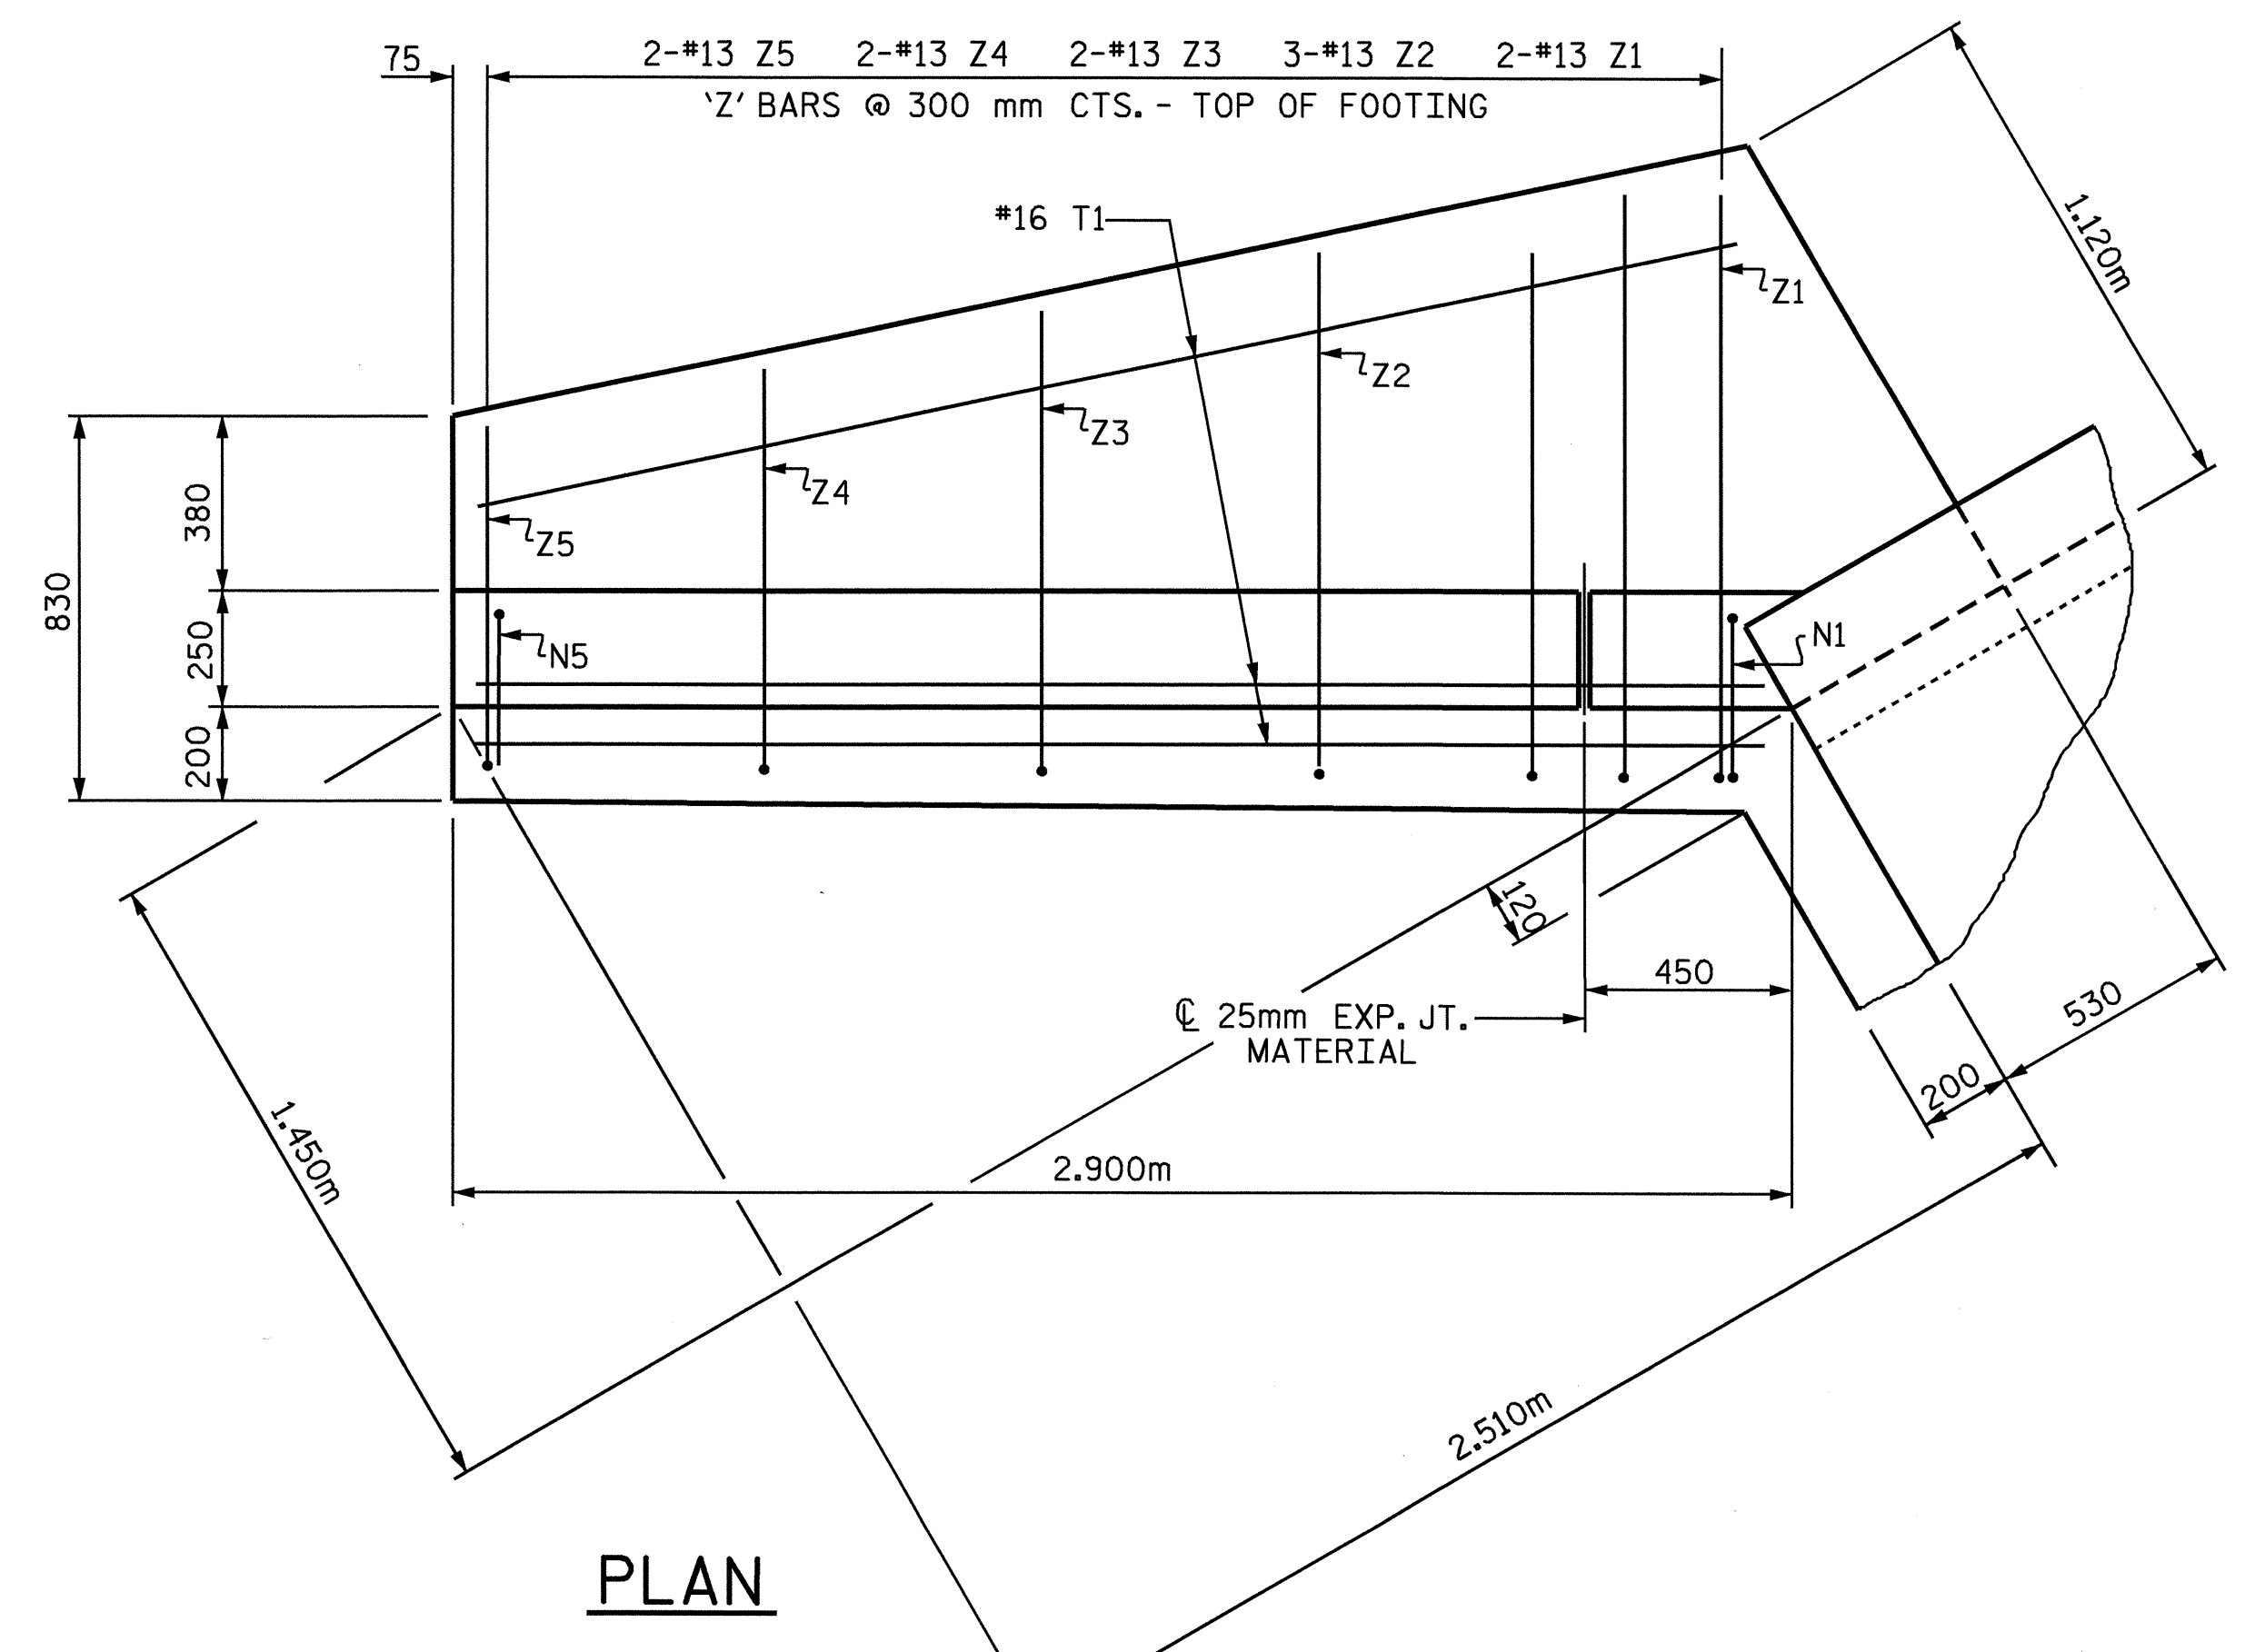 75
2-#13 Z5 2-#13 Z4 2-#13 Z3 3-#13 Z2 2-#13 Z1
'Z' BARS @ 300 mm CTS. - TOP OF FOOTING
#16 T1
1.120m
Z1
Z2
Z3
Z4
Z5
380
830
250
200
N5
N1
120
450
℄ 25mm EXP. JT.
MATERIAL
530
200
1.450m
2.900m
2.510m
PLAN